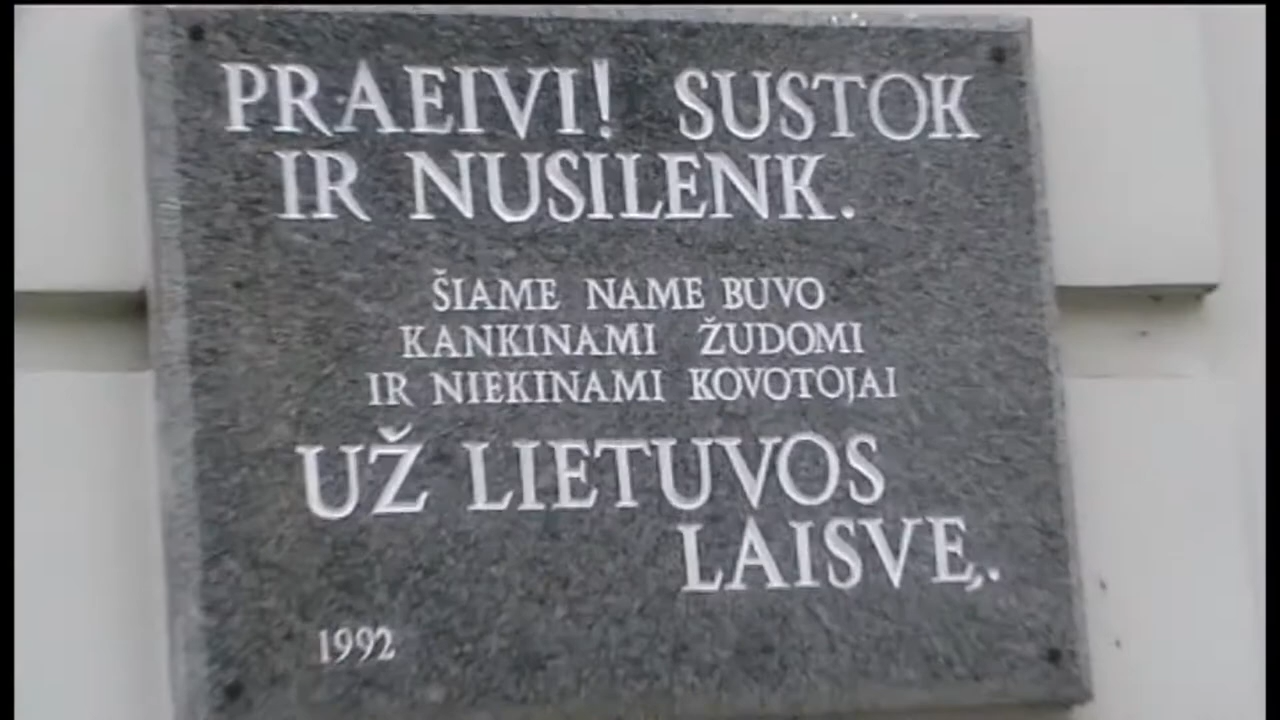 PRAEIVI! SUSTOK
IR NUSILENK.
ŠIAME NAME BUVO
KANKINAMI ŽUDOMI
IR NIEKINAMI KOVOTOJAI
UŽ LIETUVOS
LAISVĘ.
1992